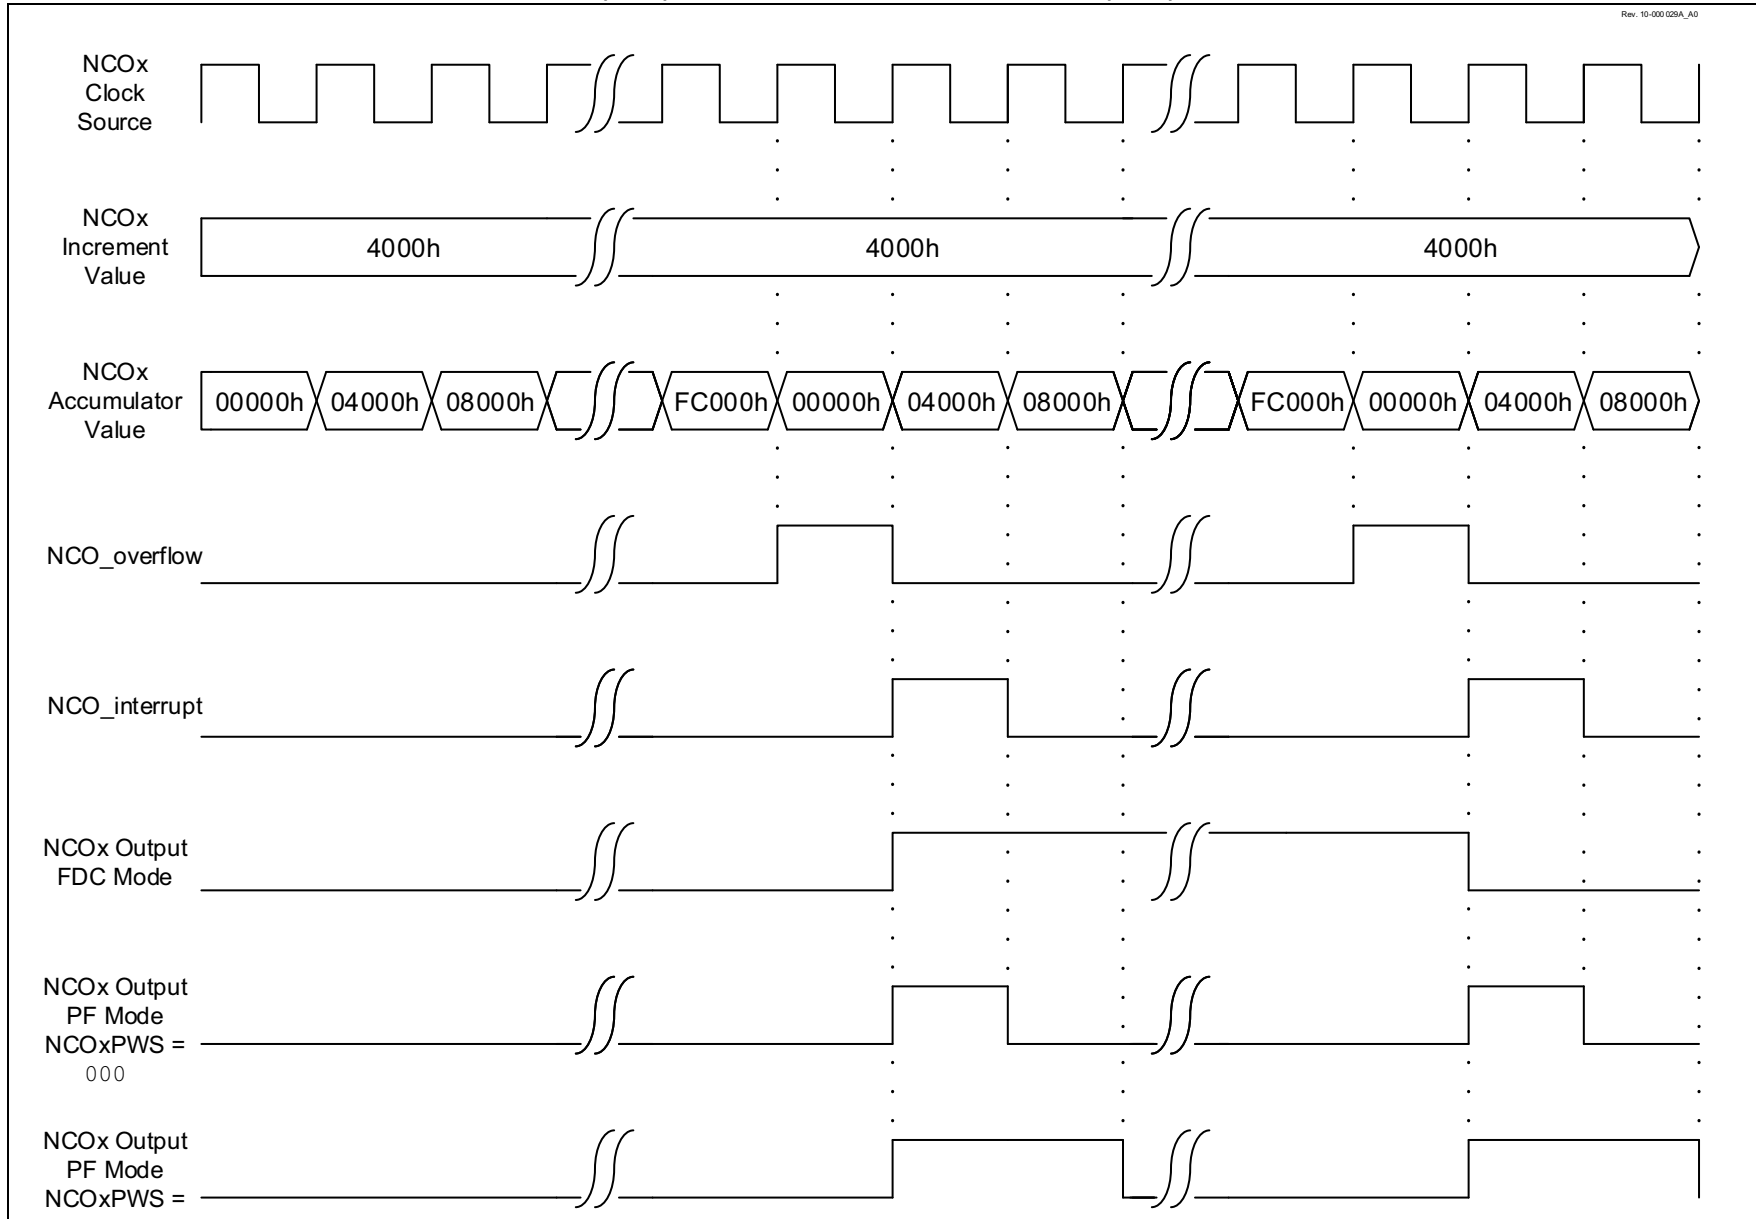 Rev. 10-000 029A_A0
NCOx
Clock
Source
NCOx
Increment
Value
4000h
4000h
4000h
NCOx
Accumulator
Value
00000h
04000h
08000h
FC000h
00000h
04000h
08000h
FC000h
00000h
04000h
08000h
NCO_overflow
NCO_interrupt
NCOx Output
FDC Mode
NCOx Output
PF Mode
NCOxPWS =
000
NCOx Output
PF Mode
NCOxPWS =